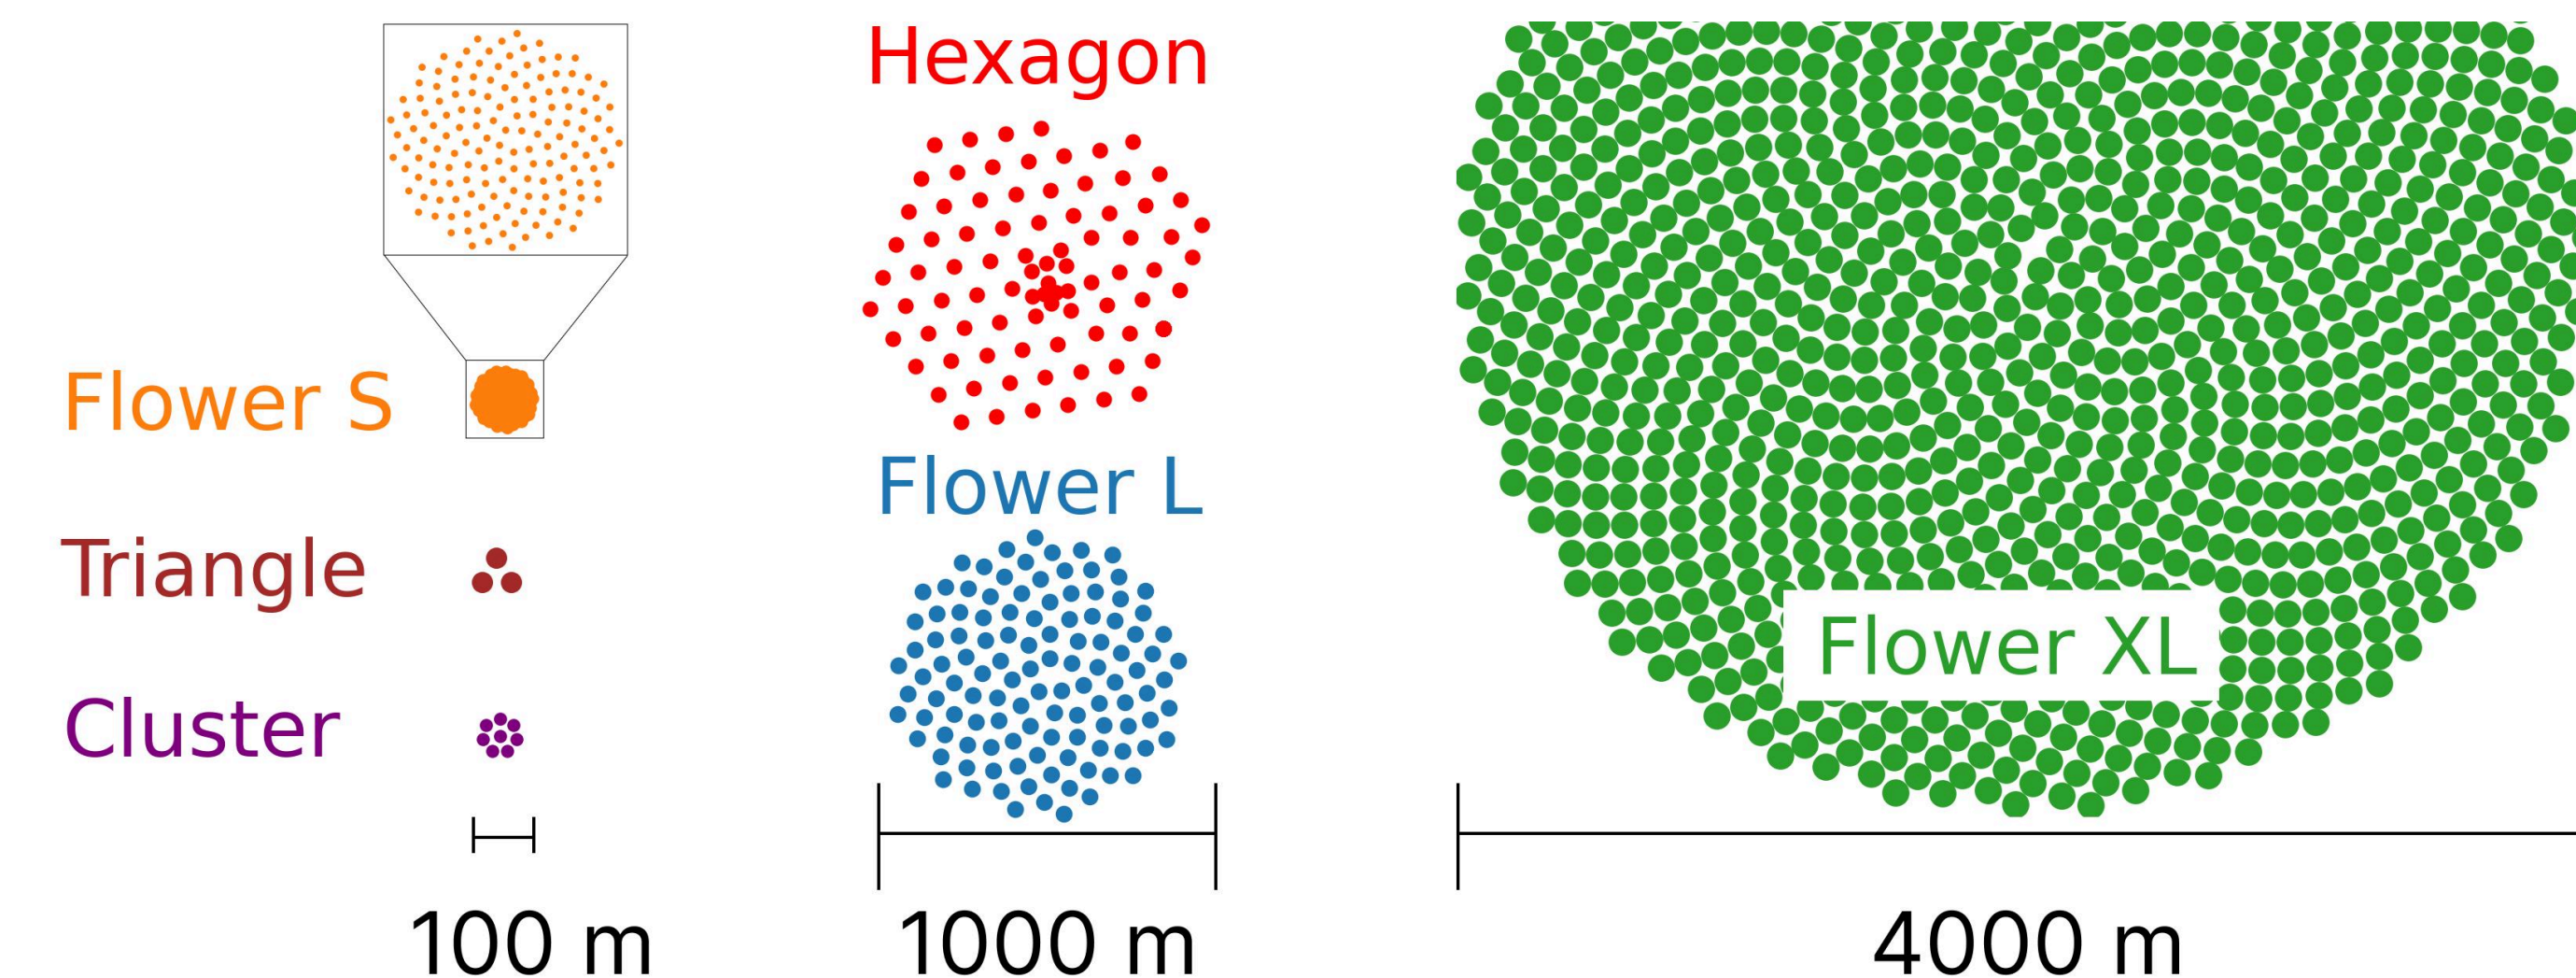 Flower S
Triangle
Cluster
100 m
Hexagon
Flower L
1000 m
Flower XL
4000 m